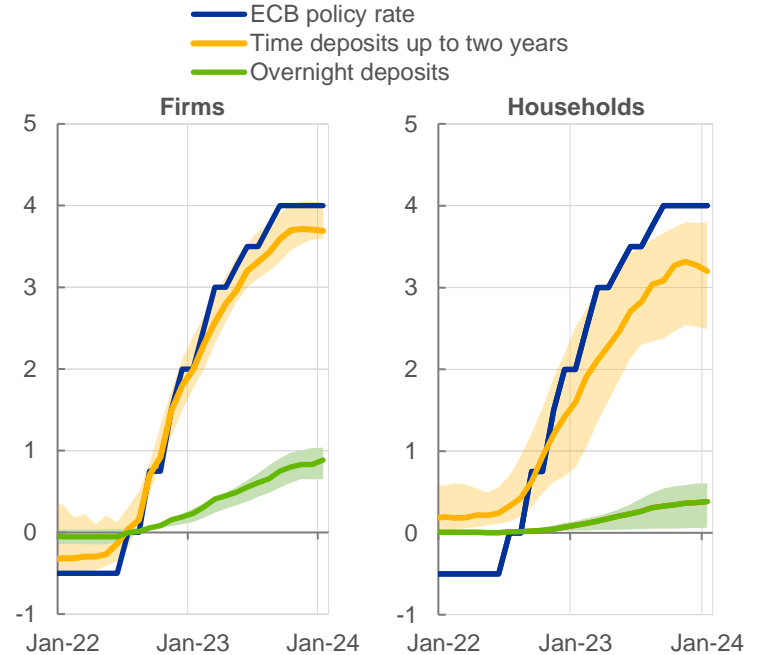 ECB policy rate
Time deposits up to two years
Overnight deposits
Firms
5
4
3
2
1
0
-1
Jan-22 Jan-23 Jan-24
Households
5
4
3
2
1
0
-1
Jan-22 Jan-23 Jan-24